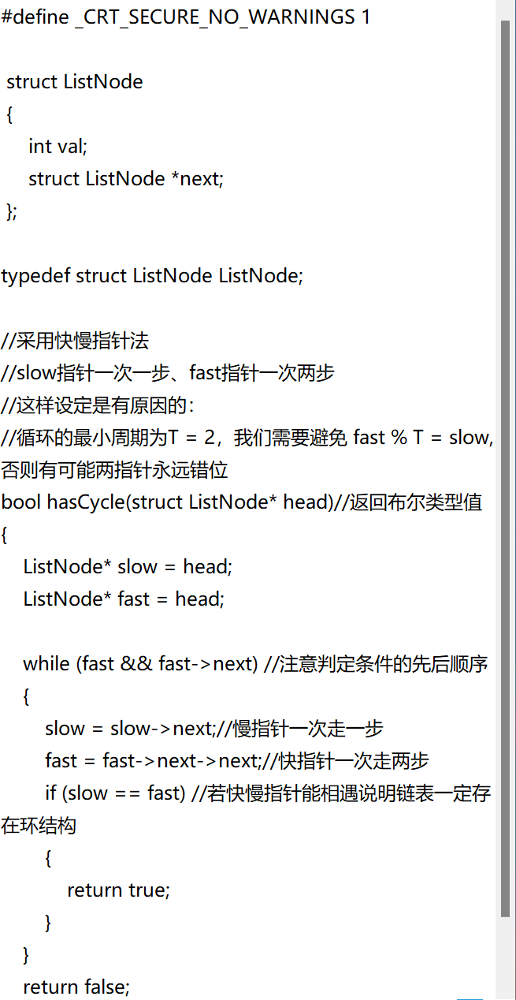 #define _CRT_SECURE_NO_WARNINGS 1
struct ListNode
{
int val;
struct ListNode *next;
};
typedef struct ListNode ListNode;
//采用快慢指针法
//slow指针一次一步、fast指针一次两步
//这样设定是有原因的：
//循环的最小周期为T = 2，我们需要避免 fast % T = slow,
否则有可能两指针永远错位
bool hasCycle(struct ListNode* head)//返回布尔类型值
{
ListNode* slow = head;
ListNode* fast = head;
while (fast && fast->next) //注意判定条件的先后顺序
{
slow = slow->next;//慢指针一次走一步
fast = fast->next->next;//快指针一次走两步
if (slow == fast) //若快慢指针能相遇说明链表一定存
在环结构
{
return true;
}
}
return false;